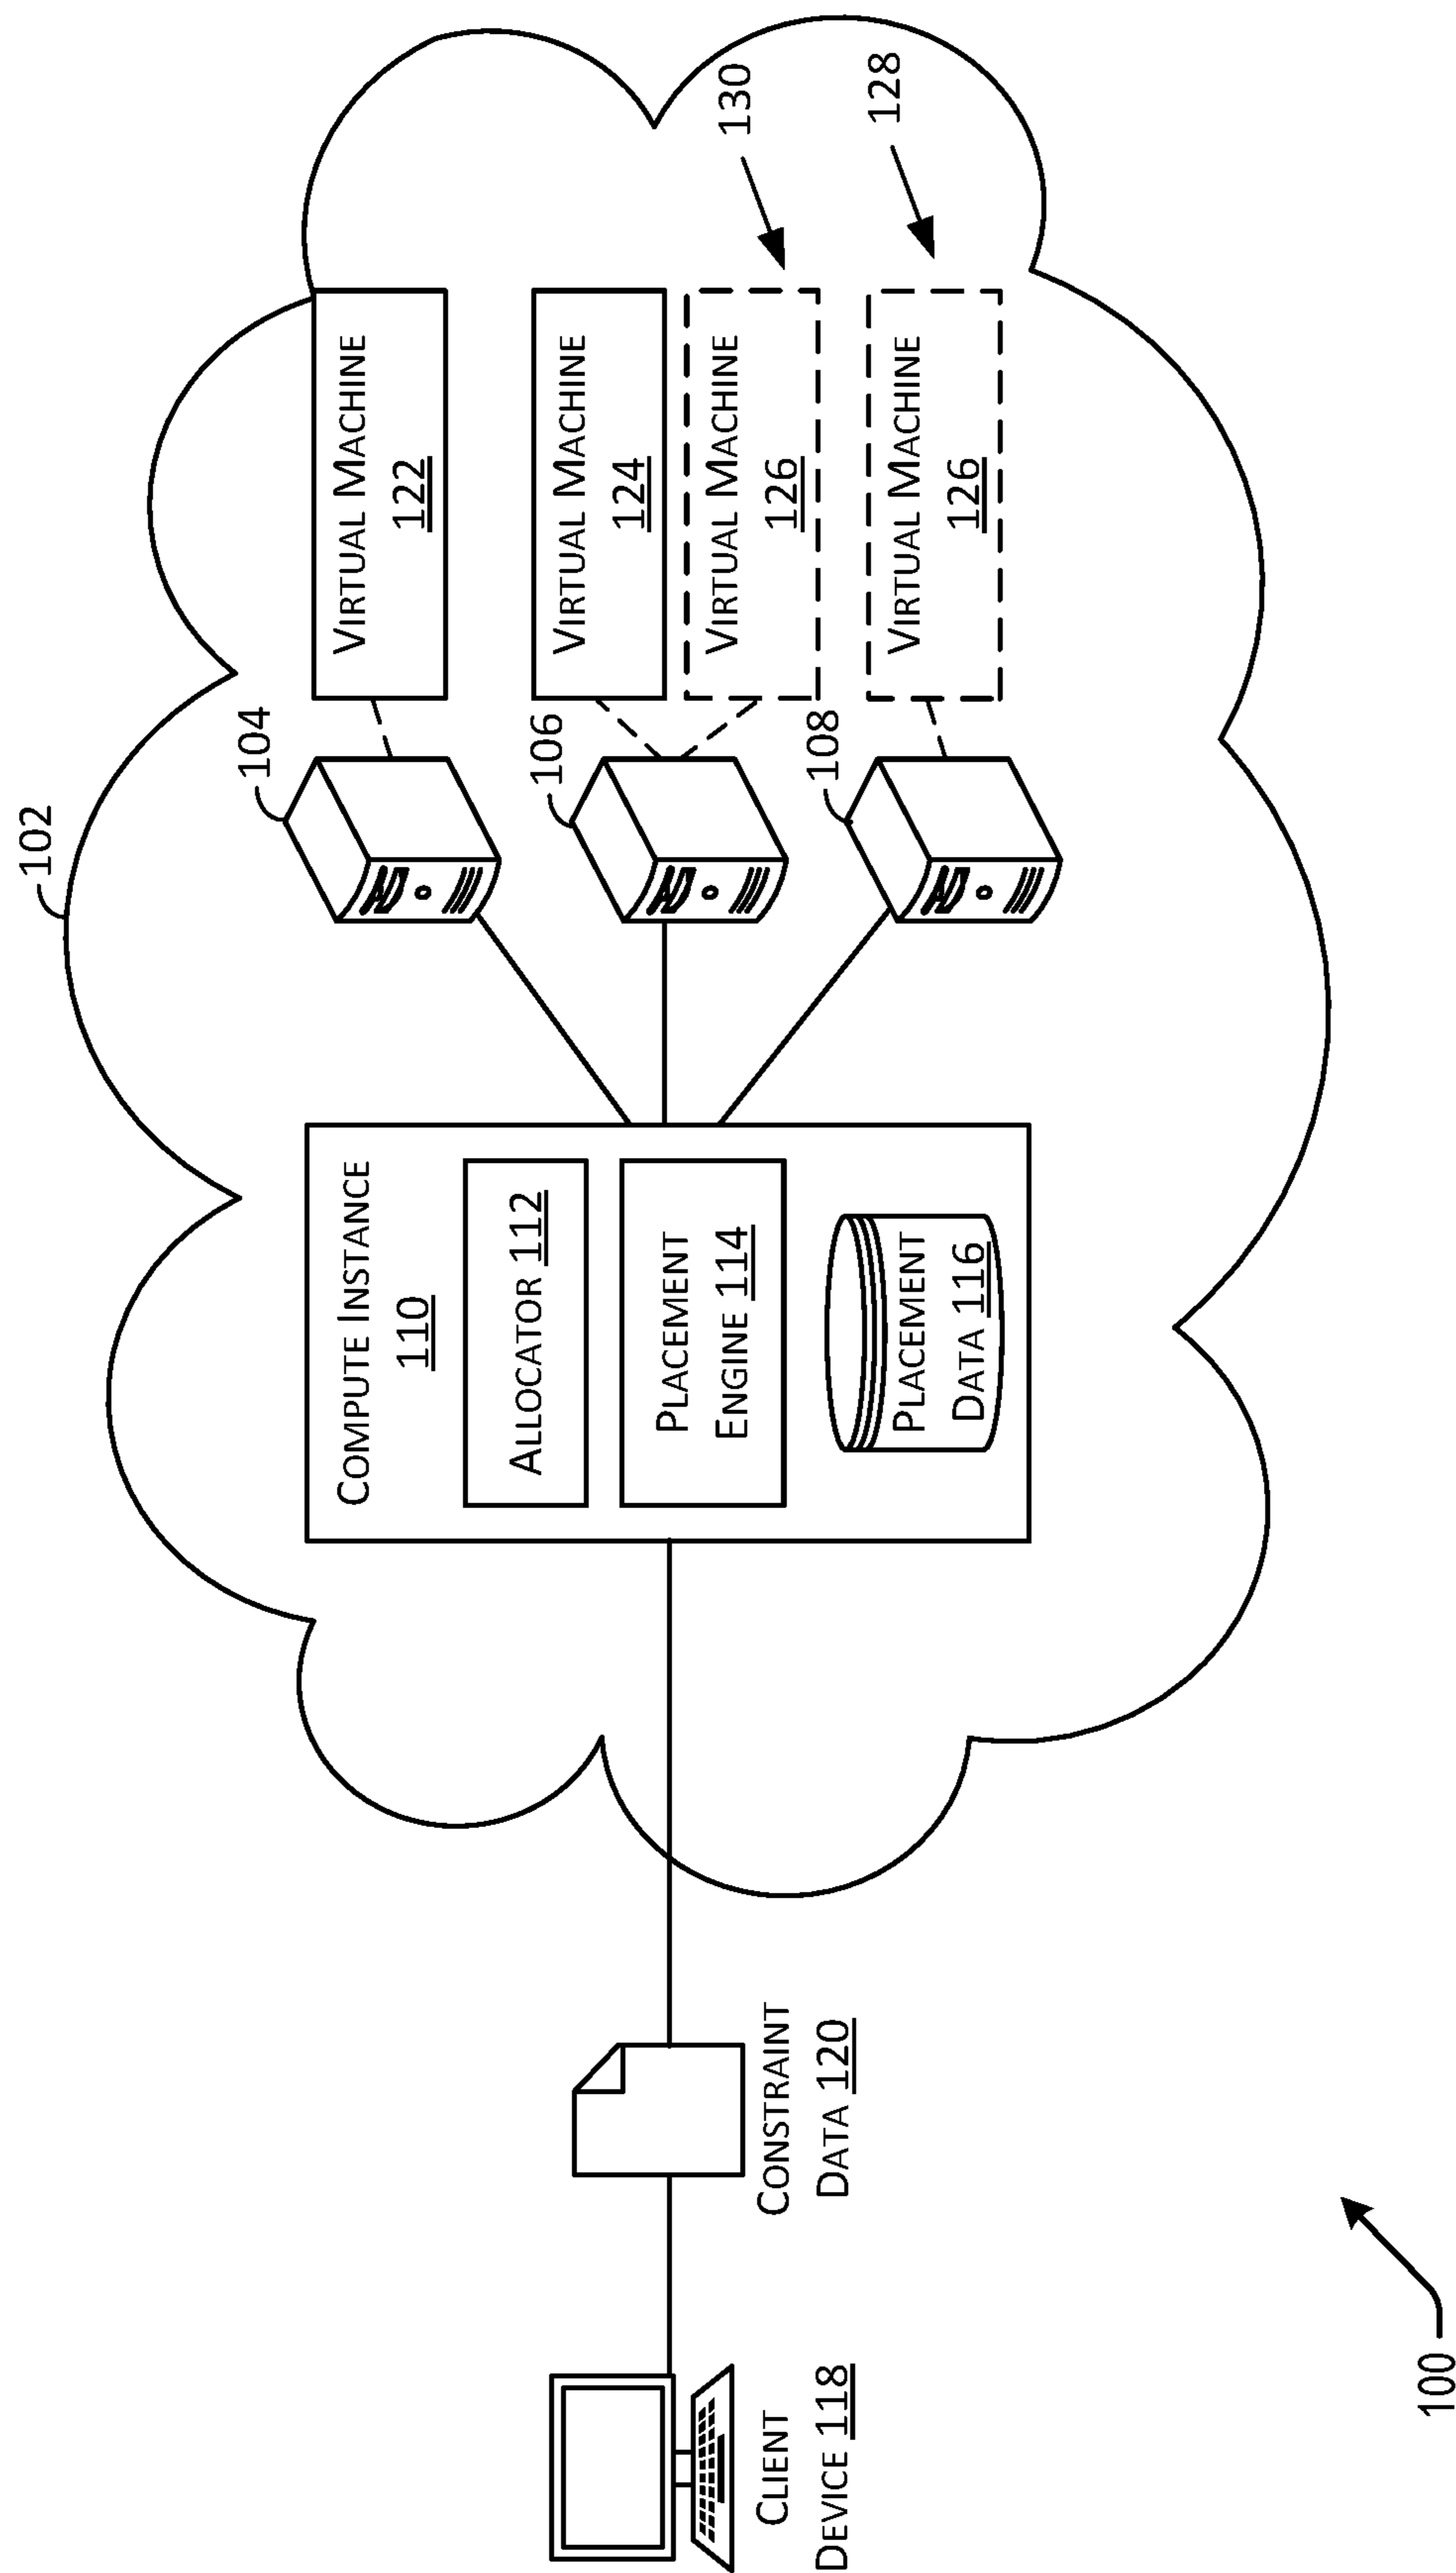 102
104
VIRTUAL MACHINE
122
COMPUTE INSTANCE
110
ALLOCATOR 112
PLACEMENT
ENGINE 114
PLACEMENT
DATA 116
106
VIRTUAL MACHINE
124
VIRTUAL MACHINE
126
130
108
VIRTUAL MACHINE
126
128
CLIENT
DEVICE 118
CONSTRAINT
DATA 120
100